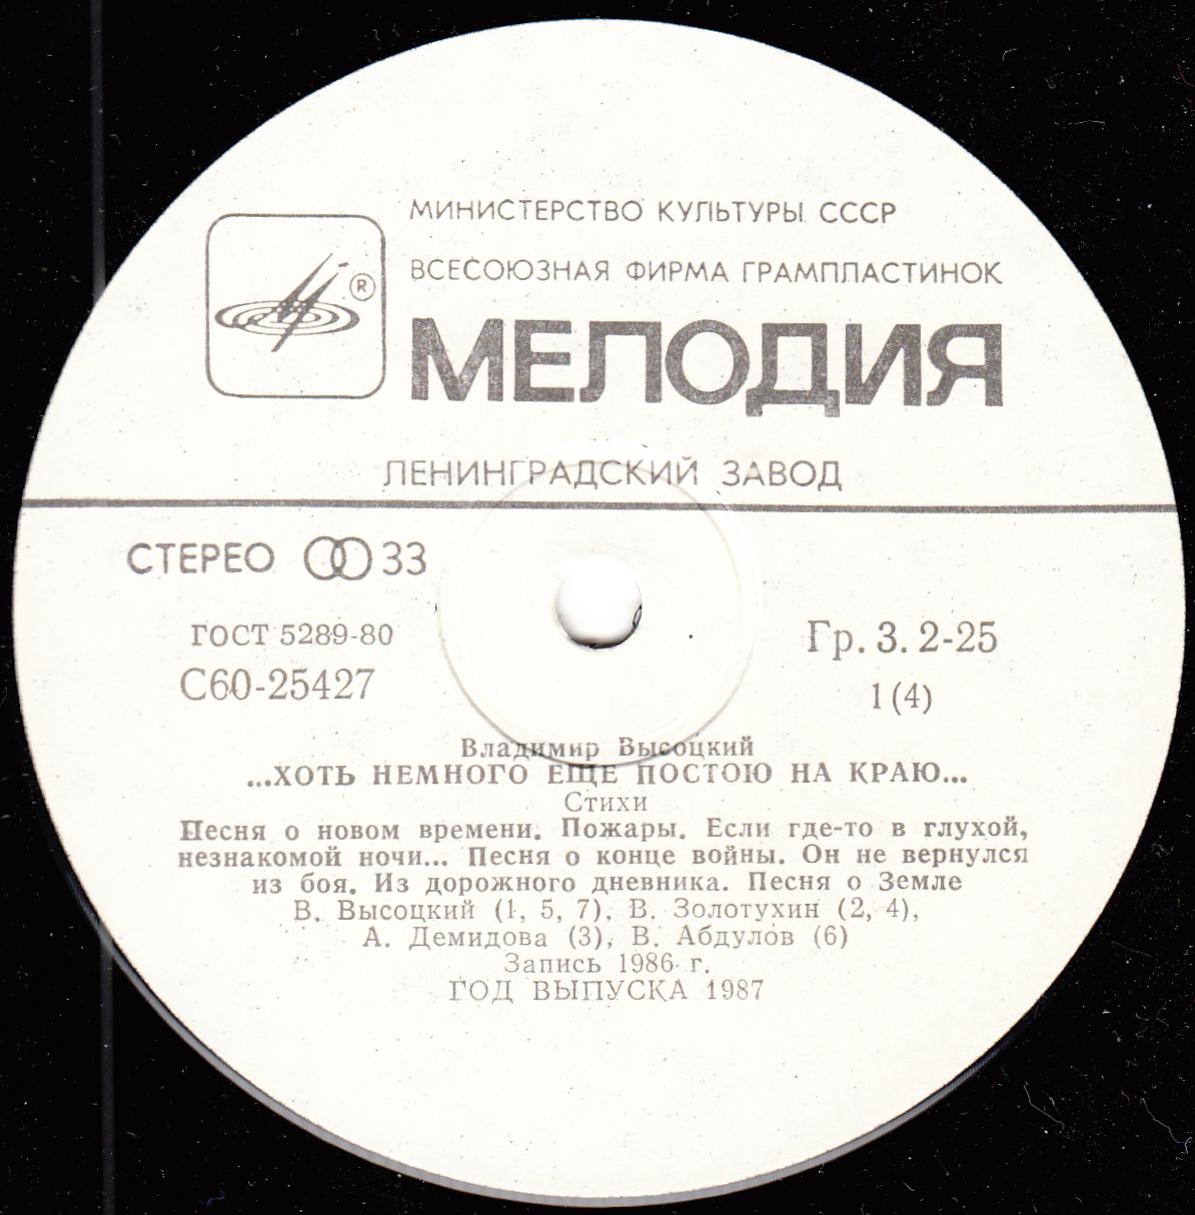 МИНИСТЕРСТВО КУЛЬТУРЫ СССР
ВСЕСОЮЗНАЯ ФИРМА ГРАМПЛАСТИНОК
®
МЕЛОДИЯ
ЛЕНИНГРАДСКИЙ ЗАВОД
СТЕРЕО 33
ГОСТ 5289-80
Гр. 3. 2-25
С60-25427
1 (4)
Владимир Высоцкий
...ХОТЬ НЕМНОГО ЕЩЕ ПОСТОЮ НА КРАЮ...
Стихи
Песня о новом времени. Пожары. Если где-то в глухой,
незнакомой ночи... Песня о конце войны. Он не вернулся
из боя. Из дорожного дневника. Песня о Земле
В. Высоцкий (1, 5, 7), В. Золотухин (2, 4),
А. Демидова (3), В. Абдулов (6)
Запись 1986 г.
ГОД ВЫПУСКА 1987